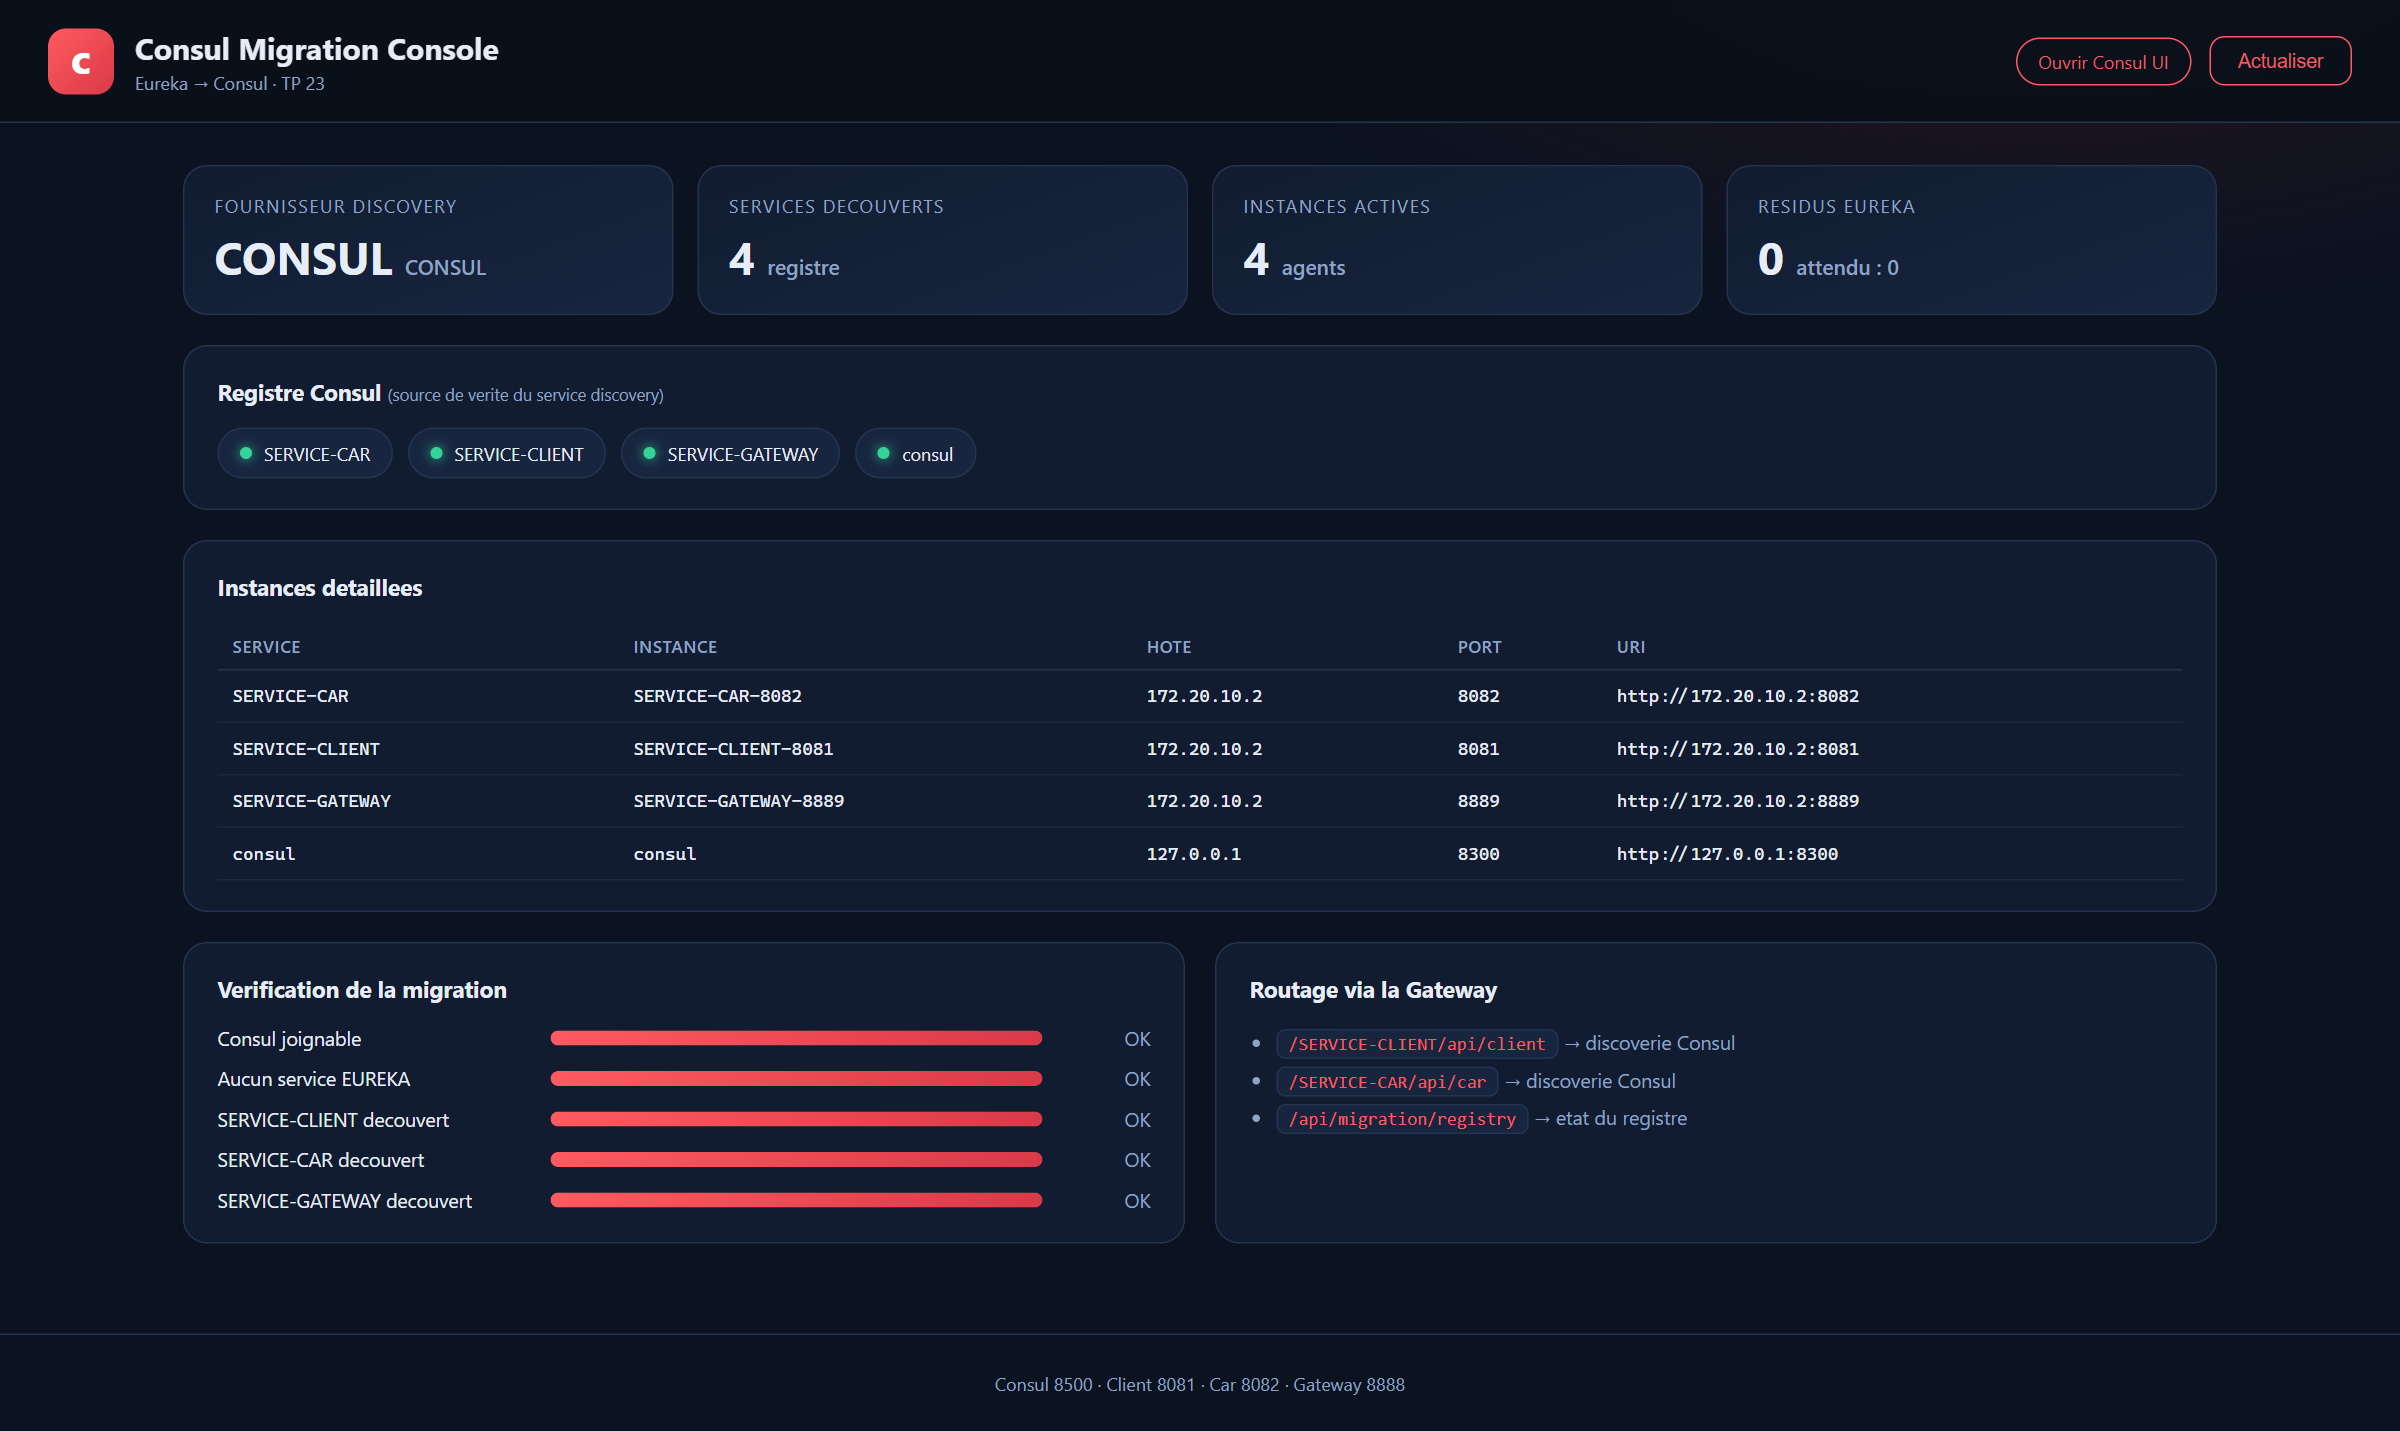 C
Consul Migration Console
Eureka → Consul · TP 23
Ouvrir Consul UI
Actualiser
FOURNISSEUR DISCOVERY
CONSUL CONSUL
SERVICES DECOUVERTS
4 registre
INSTANCES ACTIVES
4 agents
RESIDUS EUREKA
0 attendu : 0
Registre Consul (source de verite du service discovery)
SERVICE-CAR
SERVICE-CLIENT
SERVICE-GATEWAY
consul
Instances detaillees
SERVICE INSTANCE HOTE PORT URI
SERVICE-CAR SERVICE-CAR-8082 172.20.10.2 8082 http://172.20.10.2:8082
SERVICE-CLIENT SERVICE-CLIENT-8081 172.20.10.2 8081 http://172.20.10.2:8081
SERVICE-GATEWAY SERVICE-GATEWAY-8889 172.20.10.2 8889 http://172.20.10.2:8889
consul consul 127.0.0.1 8300 http://127.0.0.1:8300
Verification de la migration
Consul joignable OK
Aucun service EUREKA OK
SERVICE-CLIENT decouvert OK
SERVICE-CAR decouvert OK
SERVICE-GATEWAY decouvert OK
Routage via la Gateway
/SERVICE-CLIENT/api/client → discoverie Consul
/SERVICE-CAR/api/car → discoverie Consul
/api/migration/registry → etat du registre
Consul 8500 · Client 8081 · Car 8082 · Gateway 8888